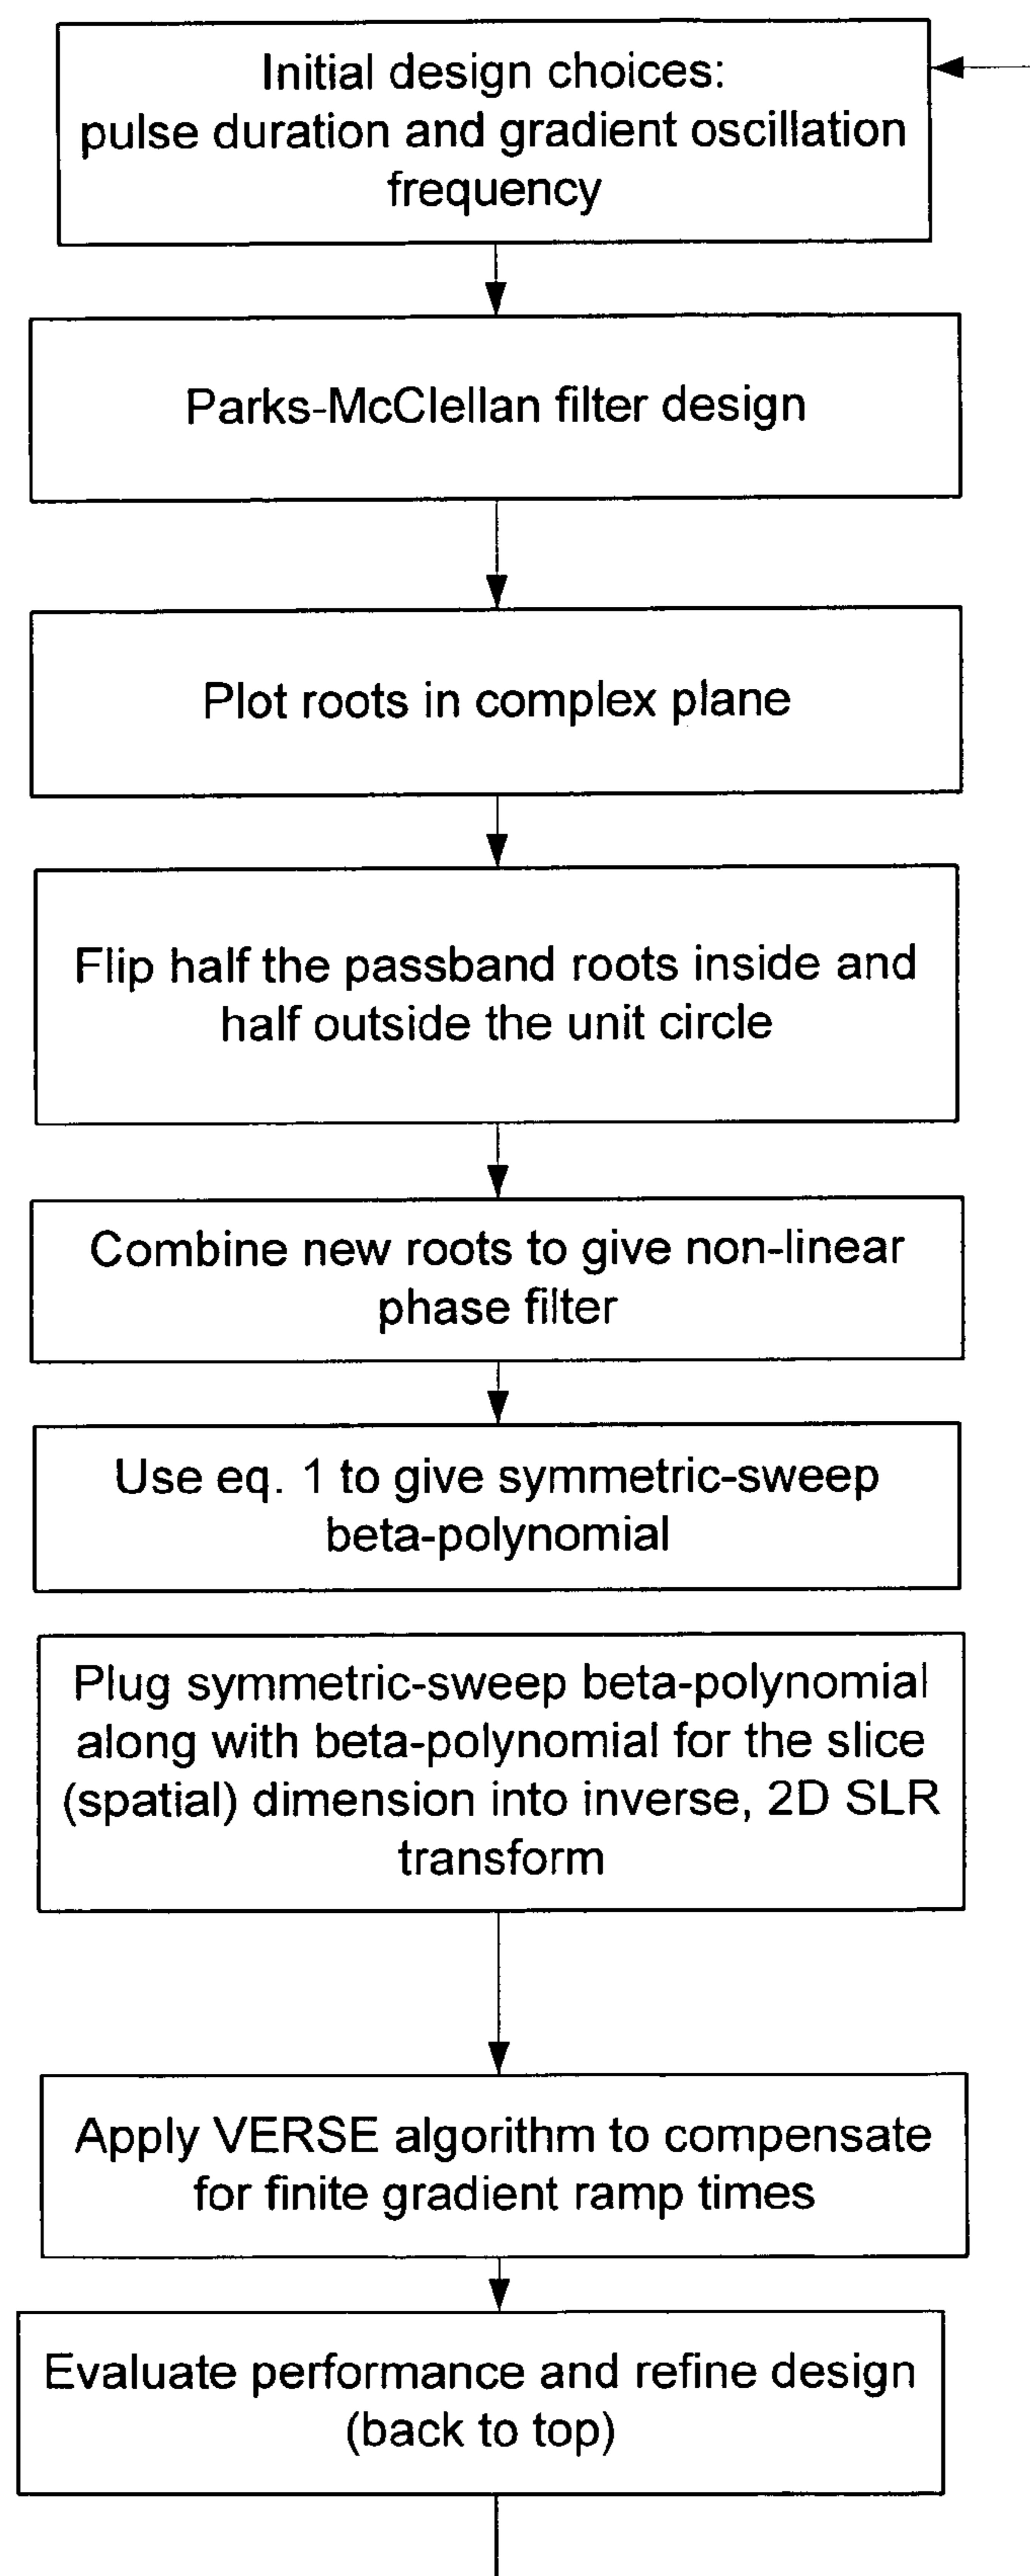 Initial design choices:
pulse duration and gradient oscillation
frequency
Parks-McClellan filter design
Plot roots in complex plane
Flip half the passband roots inside and
half outside the unit circle
Combine new roots to give non-linear
phase filter
Use eq. 1 to give symmetric-sweep
beta-polynomial
Plug symmetric-sweep beta-polynomial
along with beta-polynomial for the slice
(spatial) dimension into inverse, 2D SLR
transform
Apply VERSE algorithm to compensate
for finite gradient ramp times
Evaluate performance and refine design
(back to top)